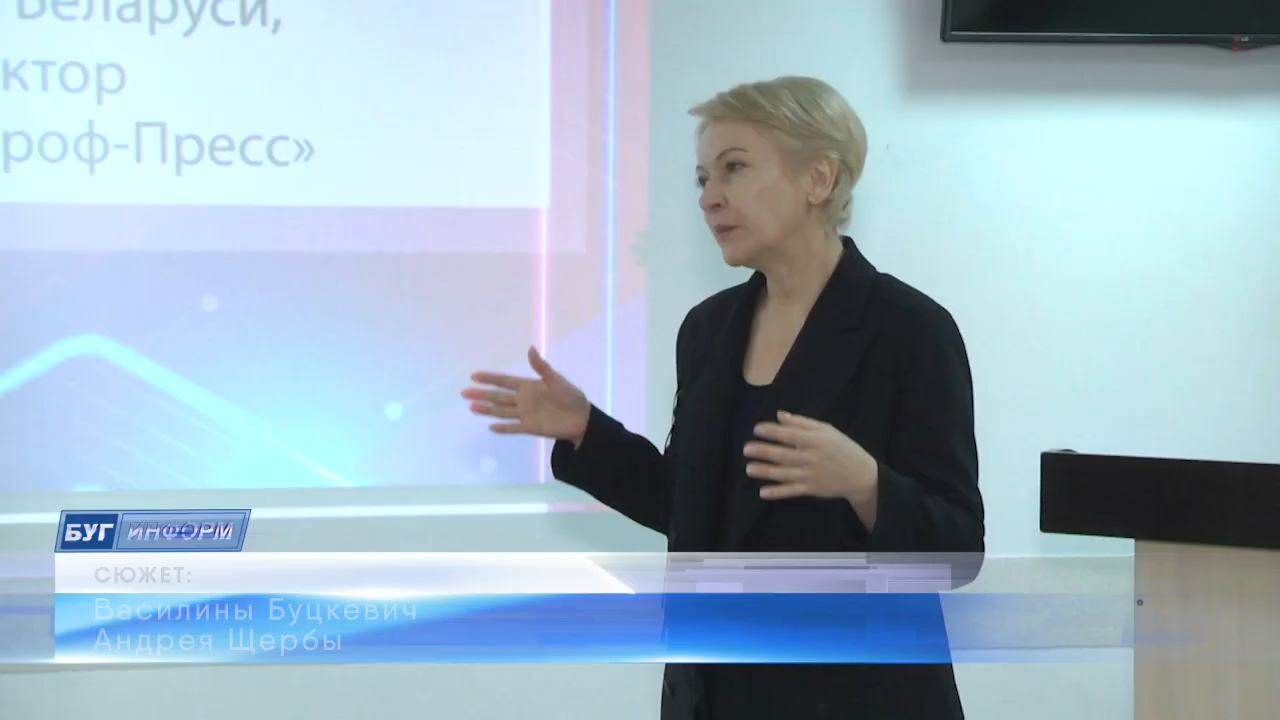 Беларуси,
ктор
роф-Пресс»
БУГ ИНФОРМ
СЮЖЕТ:
Василины Буцкевич
Андрея Щербы